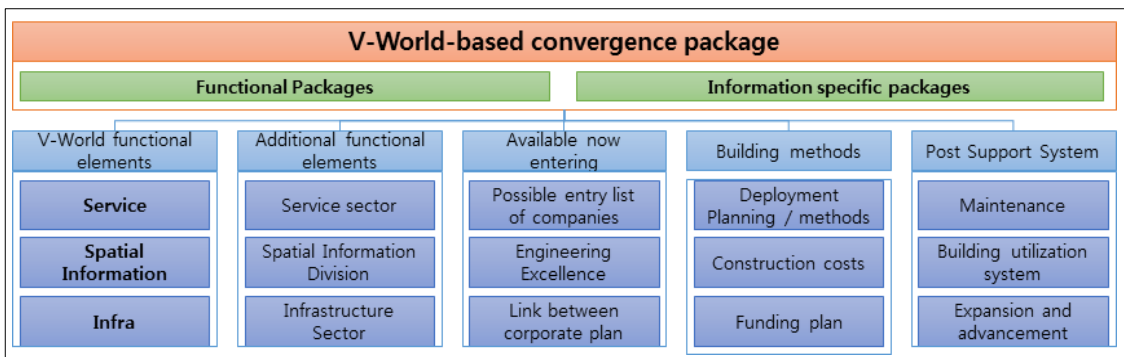 V-World-based convergence package
Functional Packages
Information specific packages
V-World functional
elements
Service
Spatial
Information
Infra
Additional functional
elements
Service sector
Spatial Information
Division
Infrastructure
Sector
Available now
entering
Possible entry list
of companies
Engineering
Excellence
Link between
corporate plan
Building methods
Deployment
Planning / methods
Construction costs
Funding plan
Post Support System
Maintenance
Building utilization
system
Expansion and
advancement